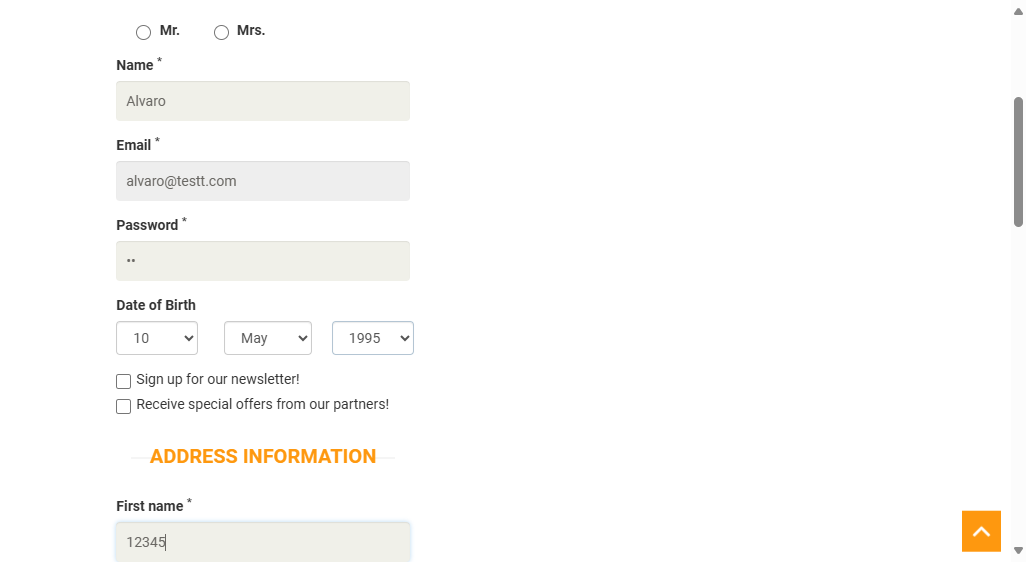 Mr. Mrs.
Name *
Alvaro
Email *
alvaro@testt.com
Password *
••
Date of Birth
10 May 1995
Sign up for our newsletter!
Receive special offers from our partners!
ADDRESS INFORMATION
First name *
12345